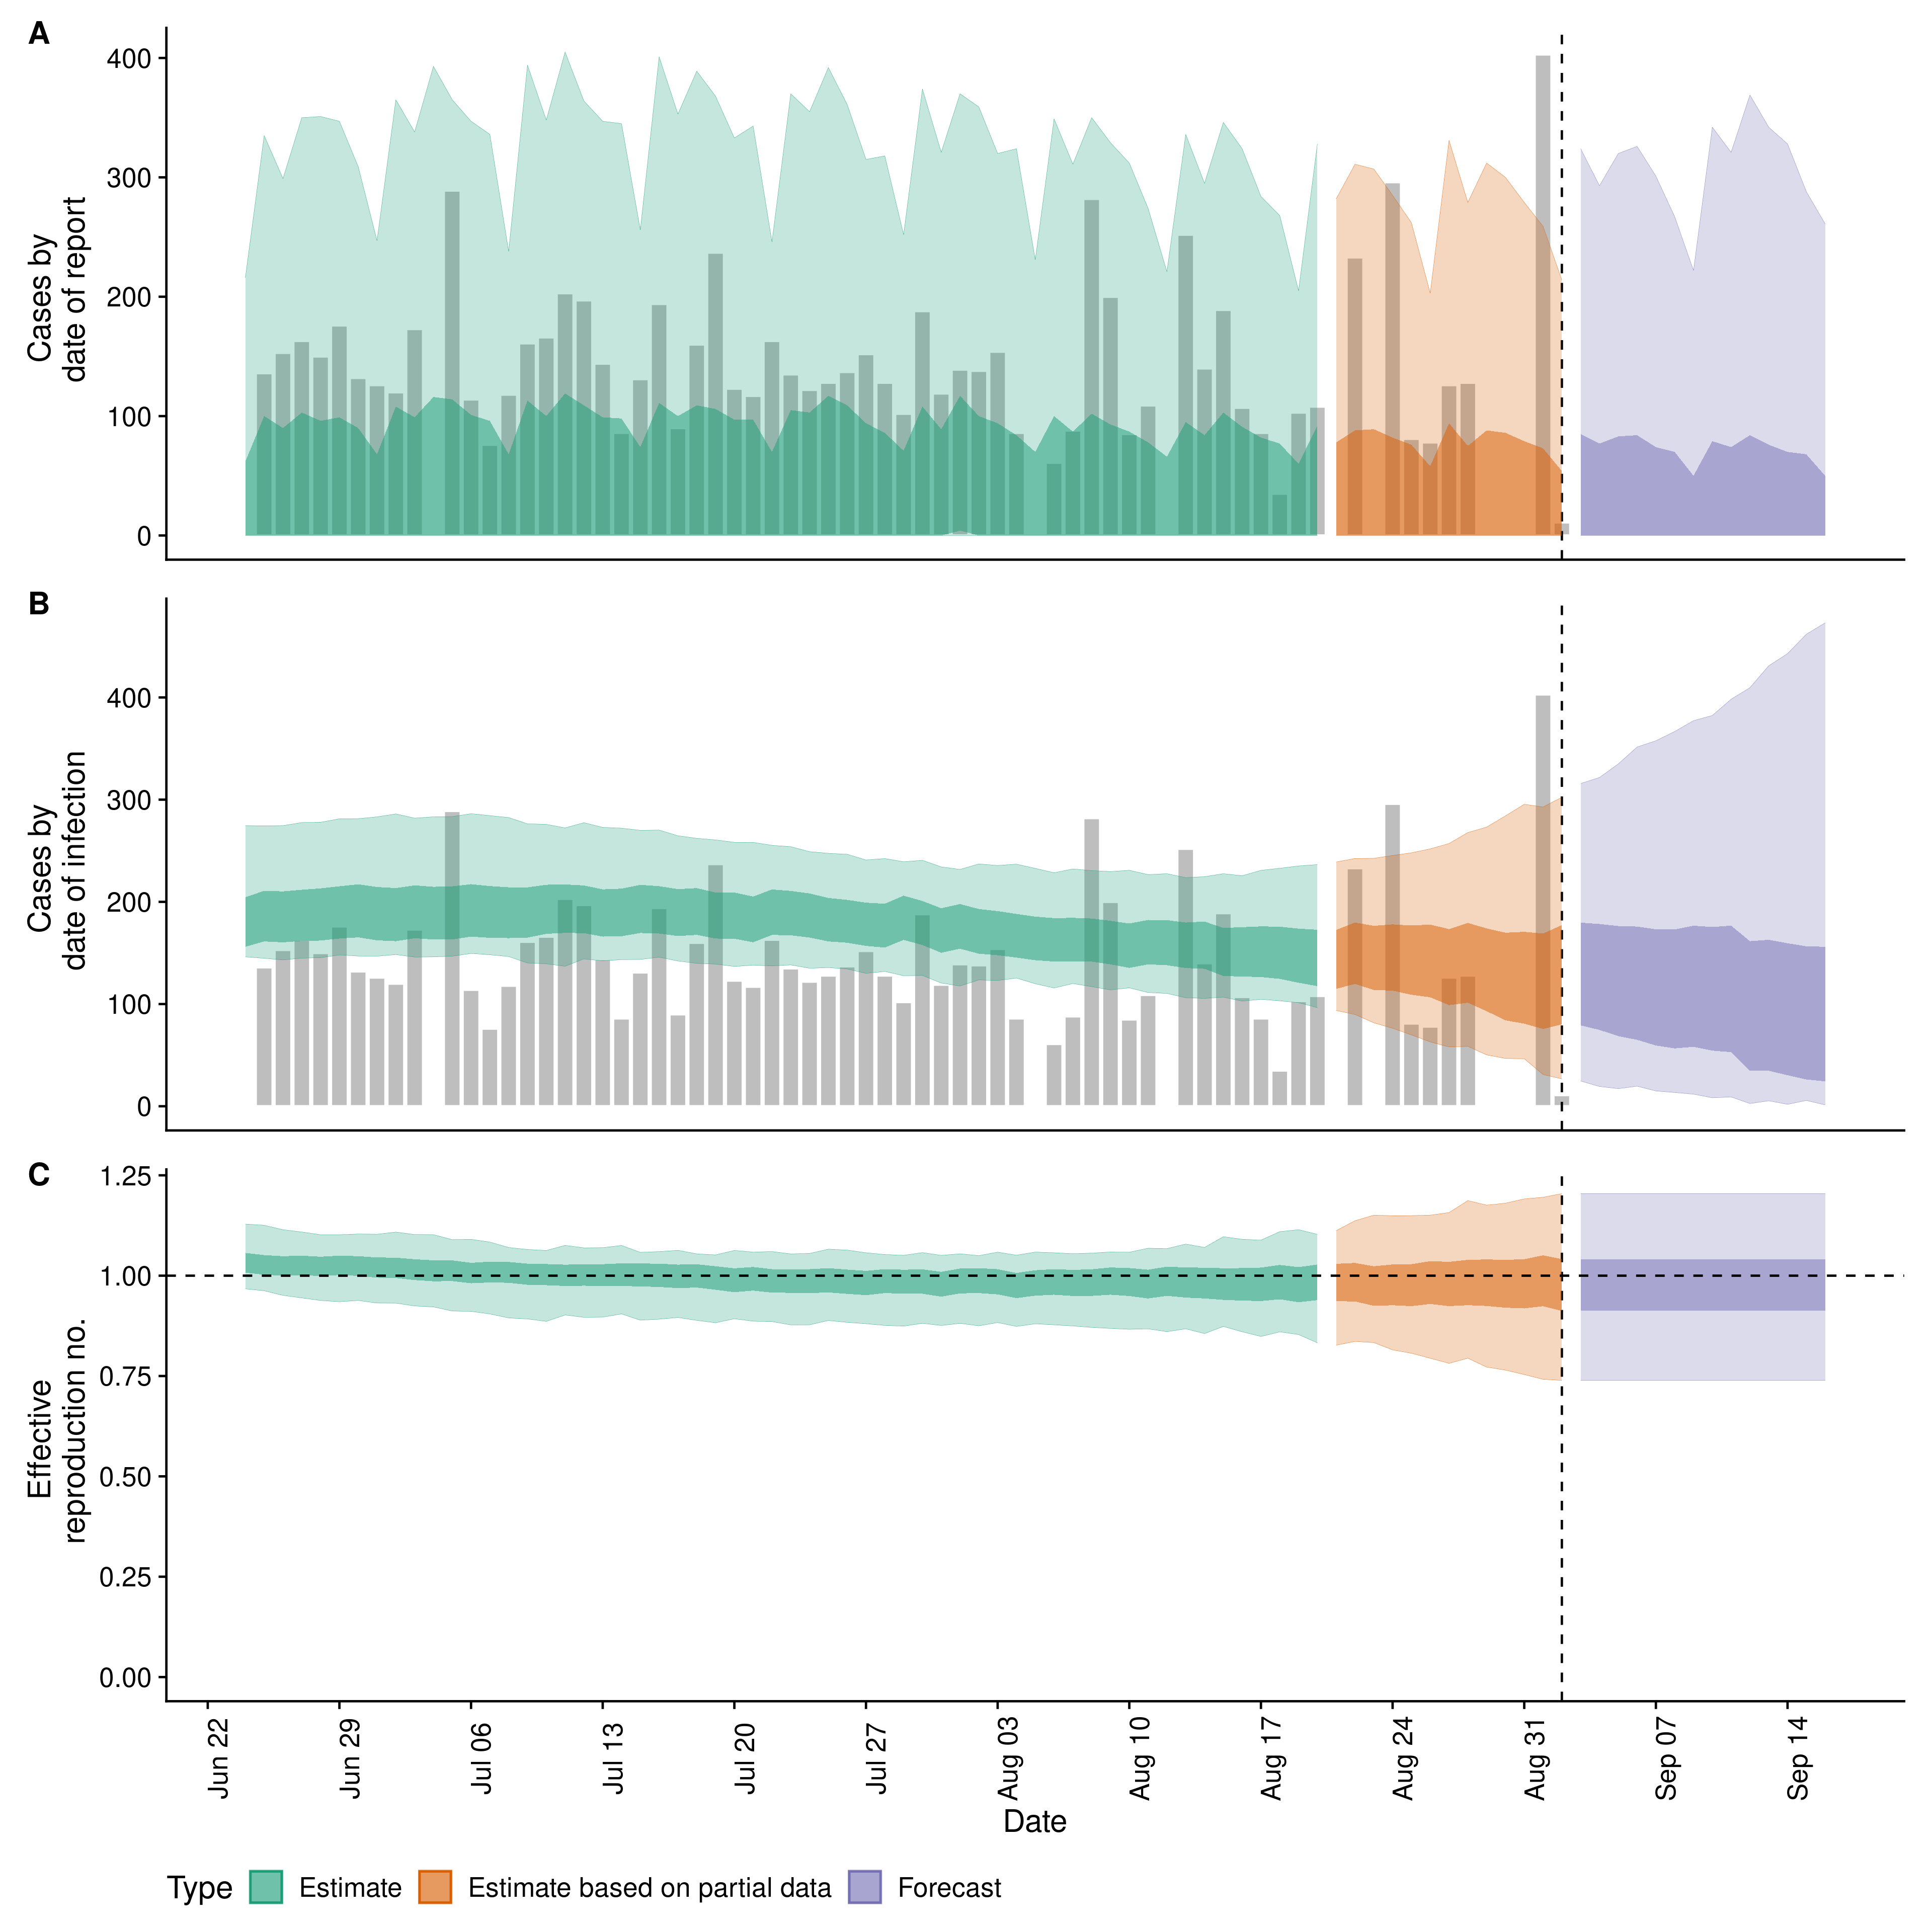 A
Cases by
date of report
400
300
200
100
0
B
Cases by
date of infection
400
300
200
100
0
C
Effective
reproduction no.
1.25
1.00
0.75
0.50
0.25
0.00
Jun 22
Jun 29
Jul 06
Jul 13
Jul 20
Jul 27
Aug 03
Aug 10
Aug 17
Aug 24
Aug 31
Sep 07
Sep 14
Date
Type Estimate Estimate based on partial data Forecast